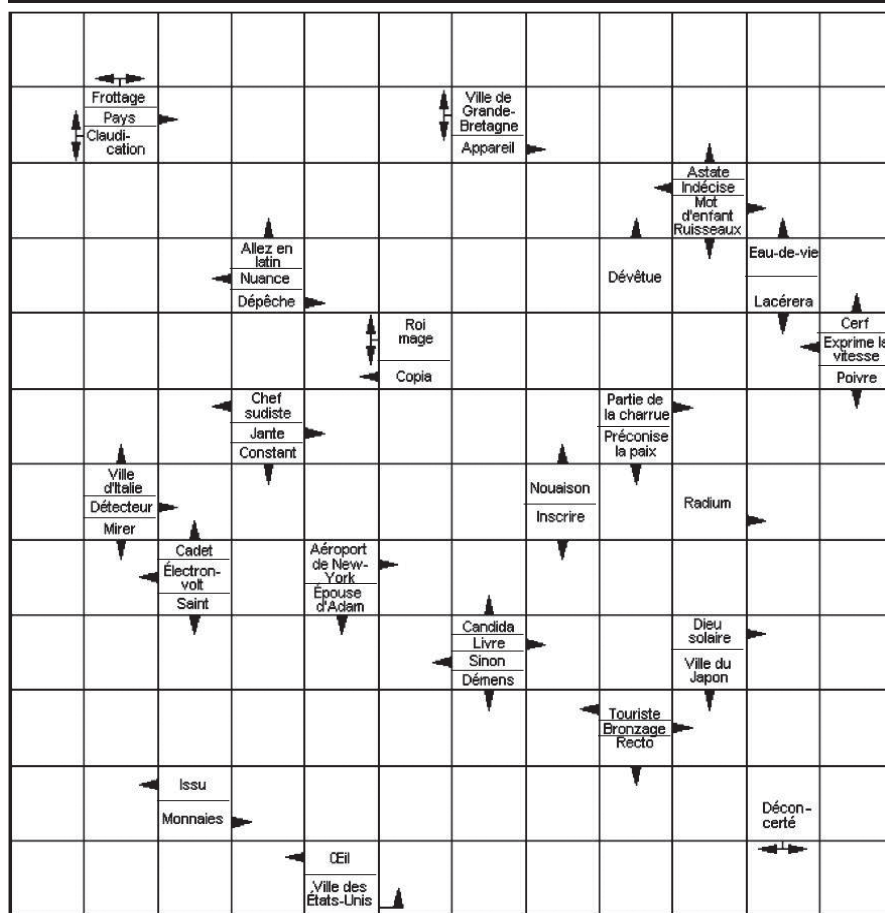 Frottage
Pays
Claudi-
cation
Ville de
Grande-
Bretagne
Appareil
Astate
Indécise
Mot
d'enfant
Ruisseaux
Allez en
latin
Nuance
Dépêche
Dévêtue
Eau-de-vie
Lacérera
Roi
mage
Copia
Cerf
Exprime la
vitesse
Poivre
Chef
sudiste
Jante
Constant
Partie de
la charrue
Préconise
la paix
Ville
d'Italie
Détecteur
Mirer
Nouaison
Inscrire
Radium
Cadet
Électron-
volt
Saint
Aéroport
de New-
York
Épouse
d'Adam
Candida
Livre
Sinon
Démens
Dieu
solaire
Ville du
Japon
Touriste
Bronzage
Recto
Issu
Monnaies
Décon-
certé
Œil
Ville des
États-Unis